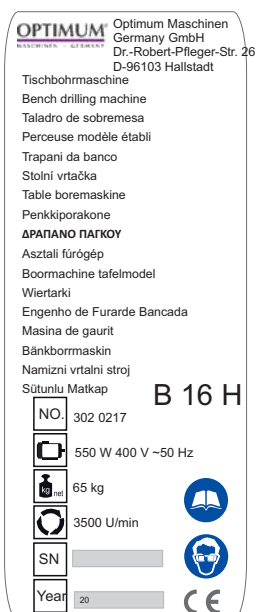 OPTIMUM®
MASCHINEN - GERMANY
Optimum Maschinen
Germany GmbH
Dr.-Robert-Pfleger-Str. 26
D-96103 Hallstadt
Tischbohrmaschine
Bench drilling machine
Taladro de sobremesa
Perceuse modèle établi
Trapani da banco
Stolní vrtačka
Table boremaskine
Penkkiporakone
ΔΡΑΠΑΝΟ ΠΑΓΚΟΥ
Asztali fúrógép
Boormachine tafelmodel
Wiertarki
Engenho de Furarde Bancada
Masina de gaurit
Bänkborrmaskin
Namizni vrtalni stroj
Sütunlu Matkap
B 16 H
NO. 302 0217
550 W 400 V ~50 Hz
kg net 65 kg
3500 U/min
SN
Year 20
CE